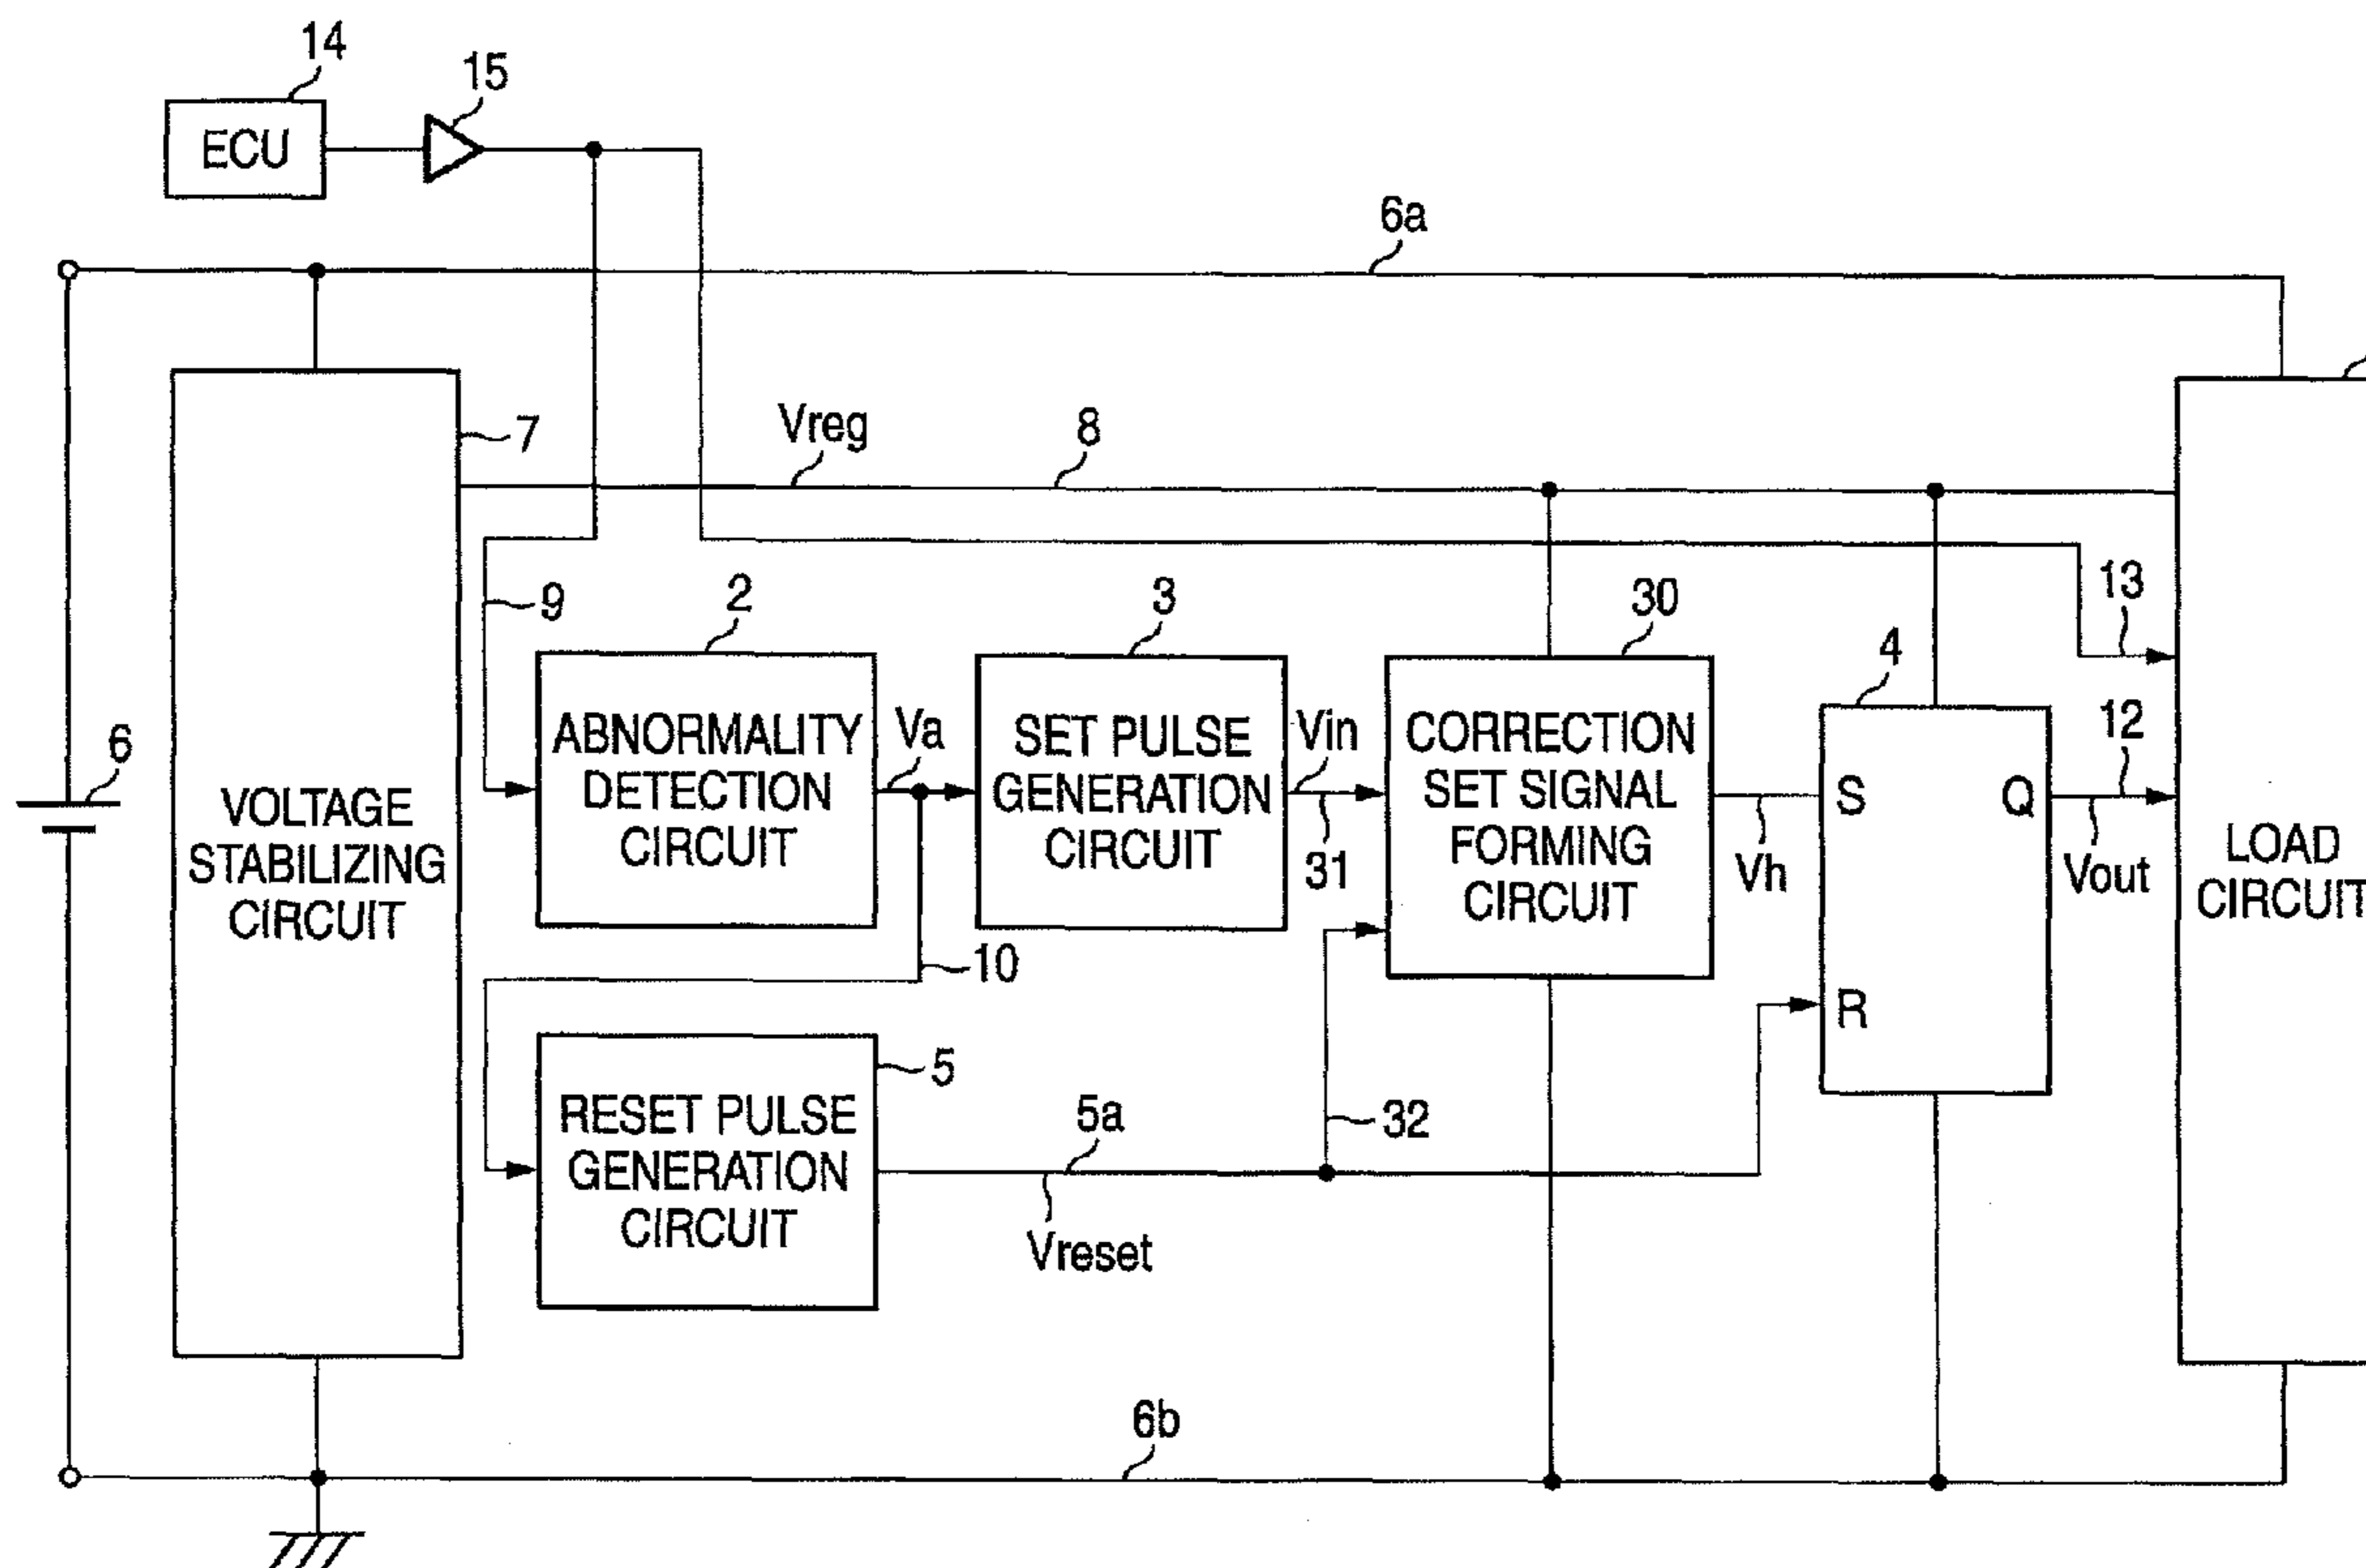 14
15
ECU
6a
7
Vreg
8
9
2
3
30
13
4
12
6
ABNORMALITY
DETECTION
CIRCUIT
Va
SET PULSE
GENERATION
CIRCUIT
Vin
31
CORRECTION
SET SIGNAL
FORMING
CIRCUIT
Vh
S
Q
R
Vout
VOLTAGE
STABILIZING
CIRCUIT
LOAD
CIRCUIT
10
5
RESET PULSE
GENERATION
CIRCUIT
5a
32
Vreset
6b